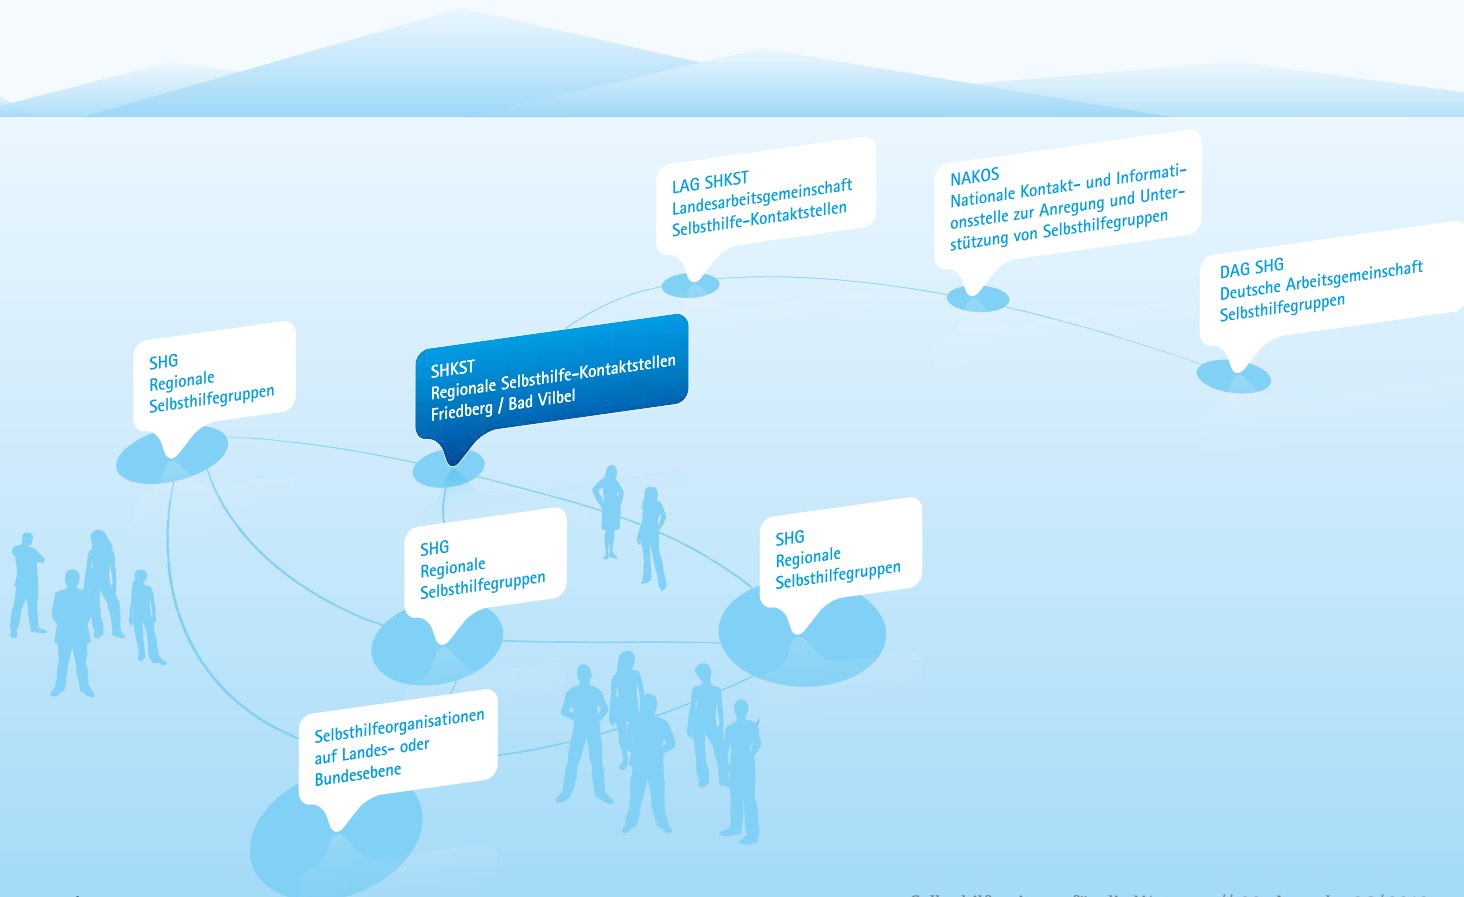 LAG SHKST
Landesarbeitsgemeinschaft
Selbsthilfe-Kontaktstellen
NAKOS
Nationale Kontakt- und Informati-
onsstelle zur Anregung und Unter-
stützung von Selbsthilfegruppen
DAG SHG
Deutsche Arbeitsgemeinschaft
Selbsthilfegruppen
SHG
Regionale
Selbsthilfegruppen
SHKST
Regionale Selbsthilfe-Kontaktstellen
Friedberg / Bad Vilbel
SHG
Regionale
Selbsthilfegruppen
SHG
Regionale
Selbsthilfegruppen
Selbsthilfeorganisationen
auf Landes- oder
Bundesebene